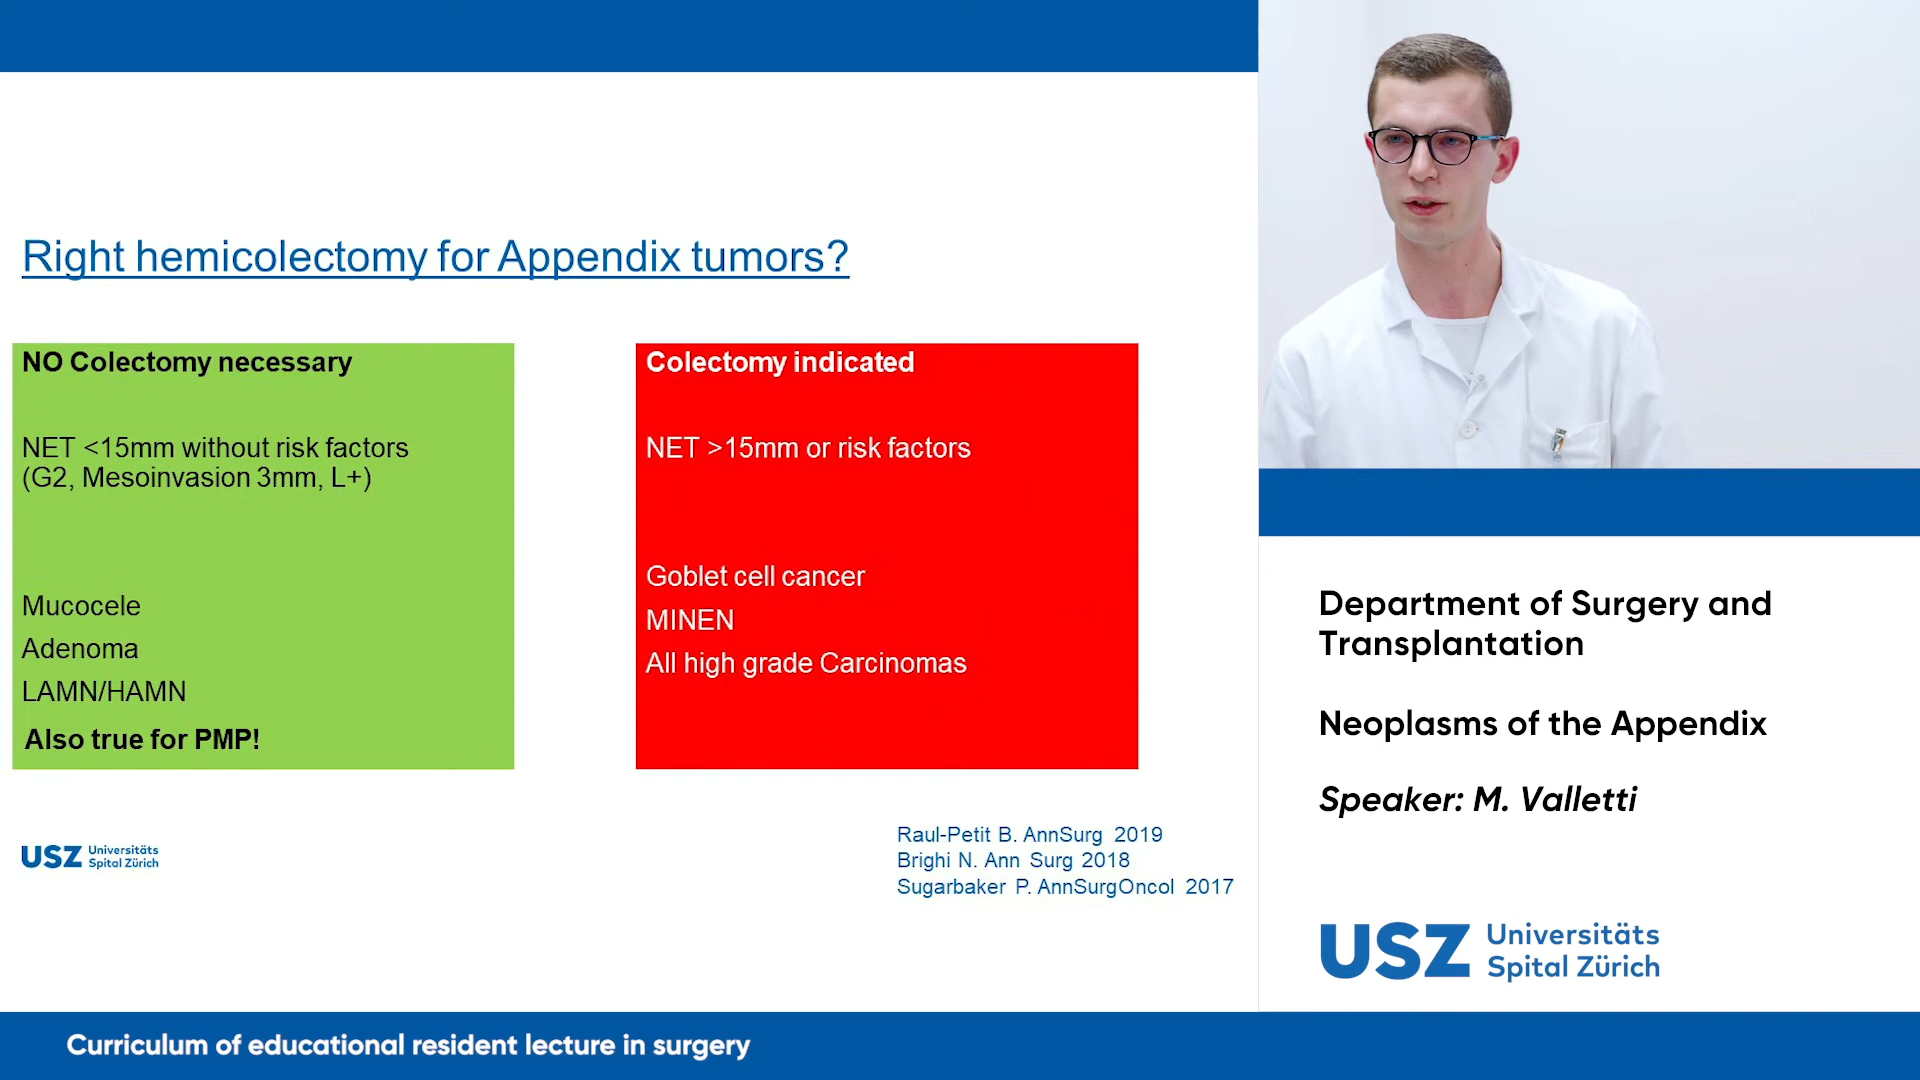 Right hemicolectomy for Appendix tumors?
NO Colectomy necessary
NET <15mm without risk factors
(G2, Mesoinvasion 3mm, L+)
Mucocele
Adenoma
LAMN/HAMN
Also true for PMP!
Colectomy indicated
NET >15mm or risk factors
Goblet cell cancer
MINEN
All high grade Carcinomas
Raul-Petit B. AnnSurg 2019
Brighi N. Ann Surg 2018
Sugarbaker P. AnnSurgOncol 2017
USZ Universitäts
Spital Zürich
Department of Surgery and
Transplantation
Neoplasms of the Appendix
Speaker: M. Valletti
USZ Universitäts
Spital Zürich
Curriculum of educational resident lecture in surgery